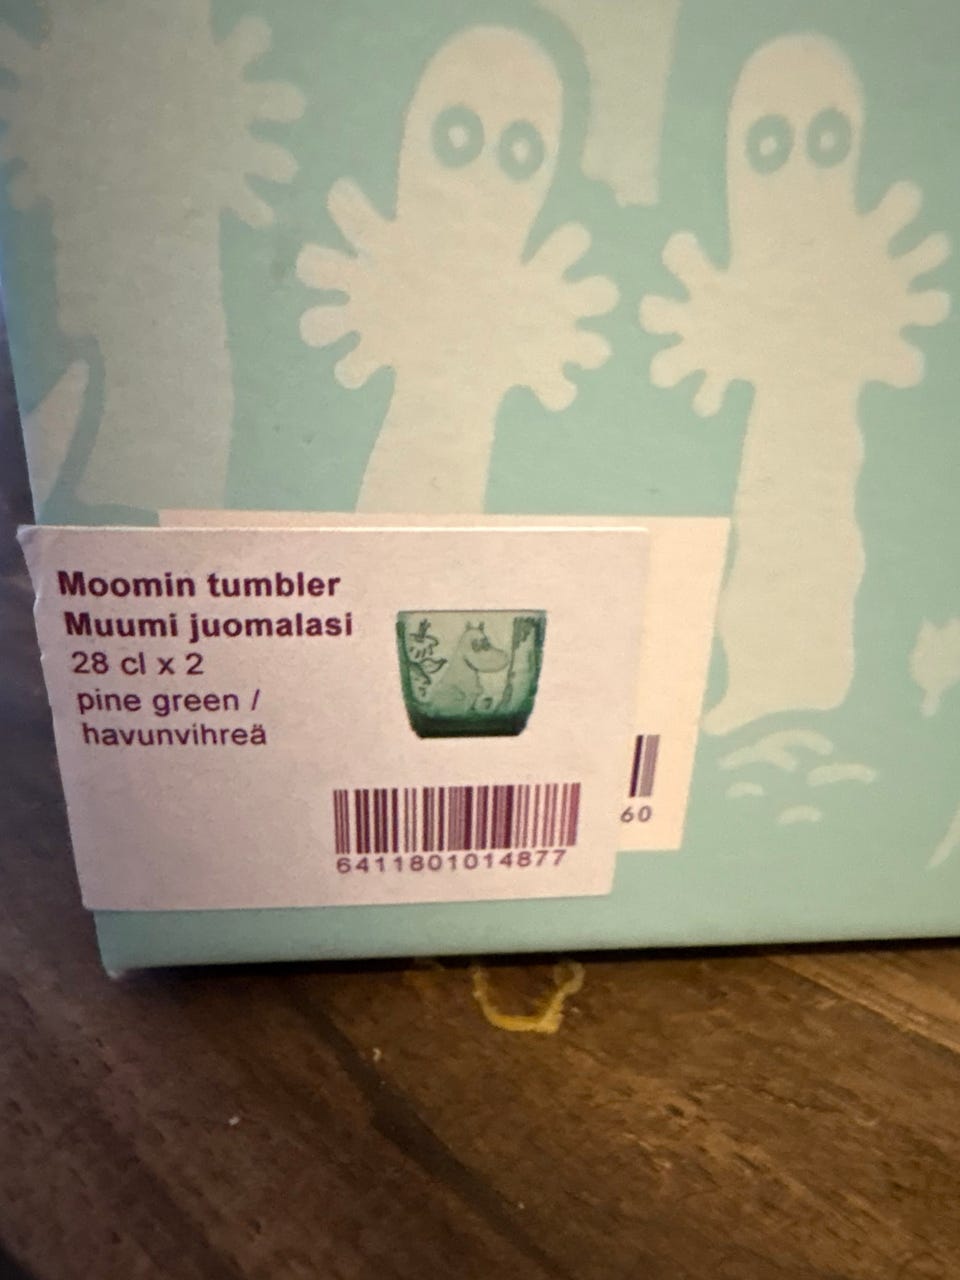 Moomin tumbler
Muumi juomalasi
28 cl x 2
pine green /
havunvihreä
6411801014877
60